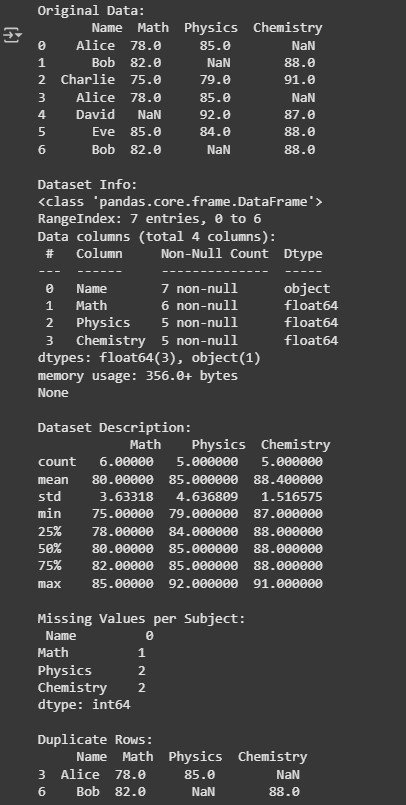 Original Data:
      Name  Math  Physics  Chemistry
0    Alice  78.0     85.0        NaN
1      Bob  82.0      NaN       88.0
2  Charlie  75.0     79.0       91.0
3    Alice  78.0     85.0        NaN
4    David   NaN     92.0       87.0
5      Eve  85.0     84.0       88.0
6      Bob  82.0      NaN       88.0

Dataset Info:
<class 'pandas.core.frame.DataFrame'>
RangeIndex: 7 entries, 0 to 6
Data columns (total 4 columns):
 #   Column     Non-Null Count  Dtype
---  ------     --------------  -----
 0   Name       7 non-null      object
 1   Math       6 non-null      float64
 2   Physics    5 non-null      float64
 3   Chemistry  5 non-null      float64
dtypes: float64(3), object(1)
memory usage: 356.0+ bytes
None

Dataset Description:
           Math    Physics  Chemistry
count   6.00000   5.000000   5.000000
mean   80.00000  85.000000  88.400000
std     3.63318   4.636809   1.516575
min    75.00000  79.000000  87.000000
25%    78.00000  84.000000  88.000000
50%    80.00000  85.000000  88.000000
75%    82.00000  85.000000  88.000000
max    85.00000  92.000000  91.000000

Missing Values per Subject:
 Name         0
Math         1
Physics      2
Chemistry    2
dtype: int64

Duplicate Rows:
     Name  Math  Physics  Chemistry
3  Alice  78.0     85.0        NaN
6    Bob  82.0      NaN       88.0